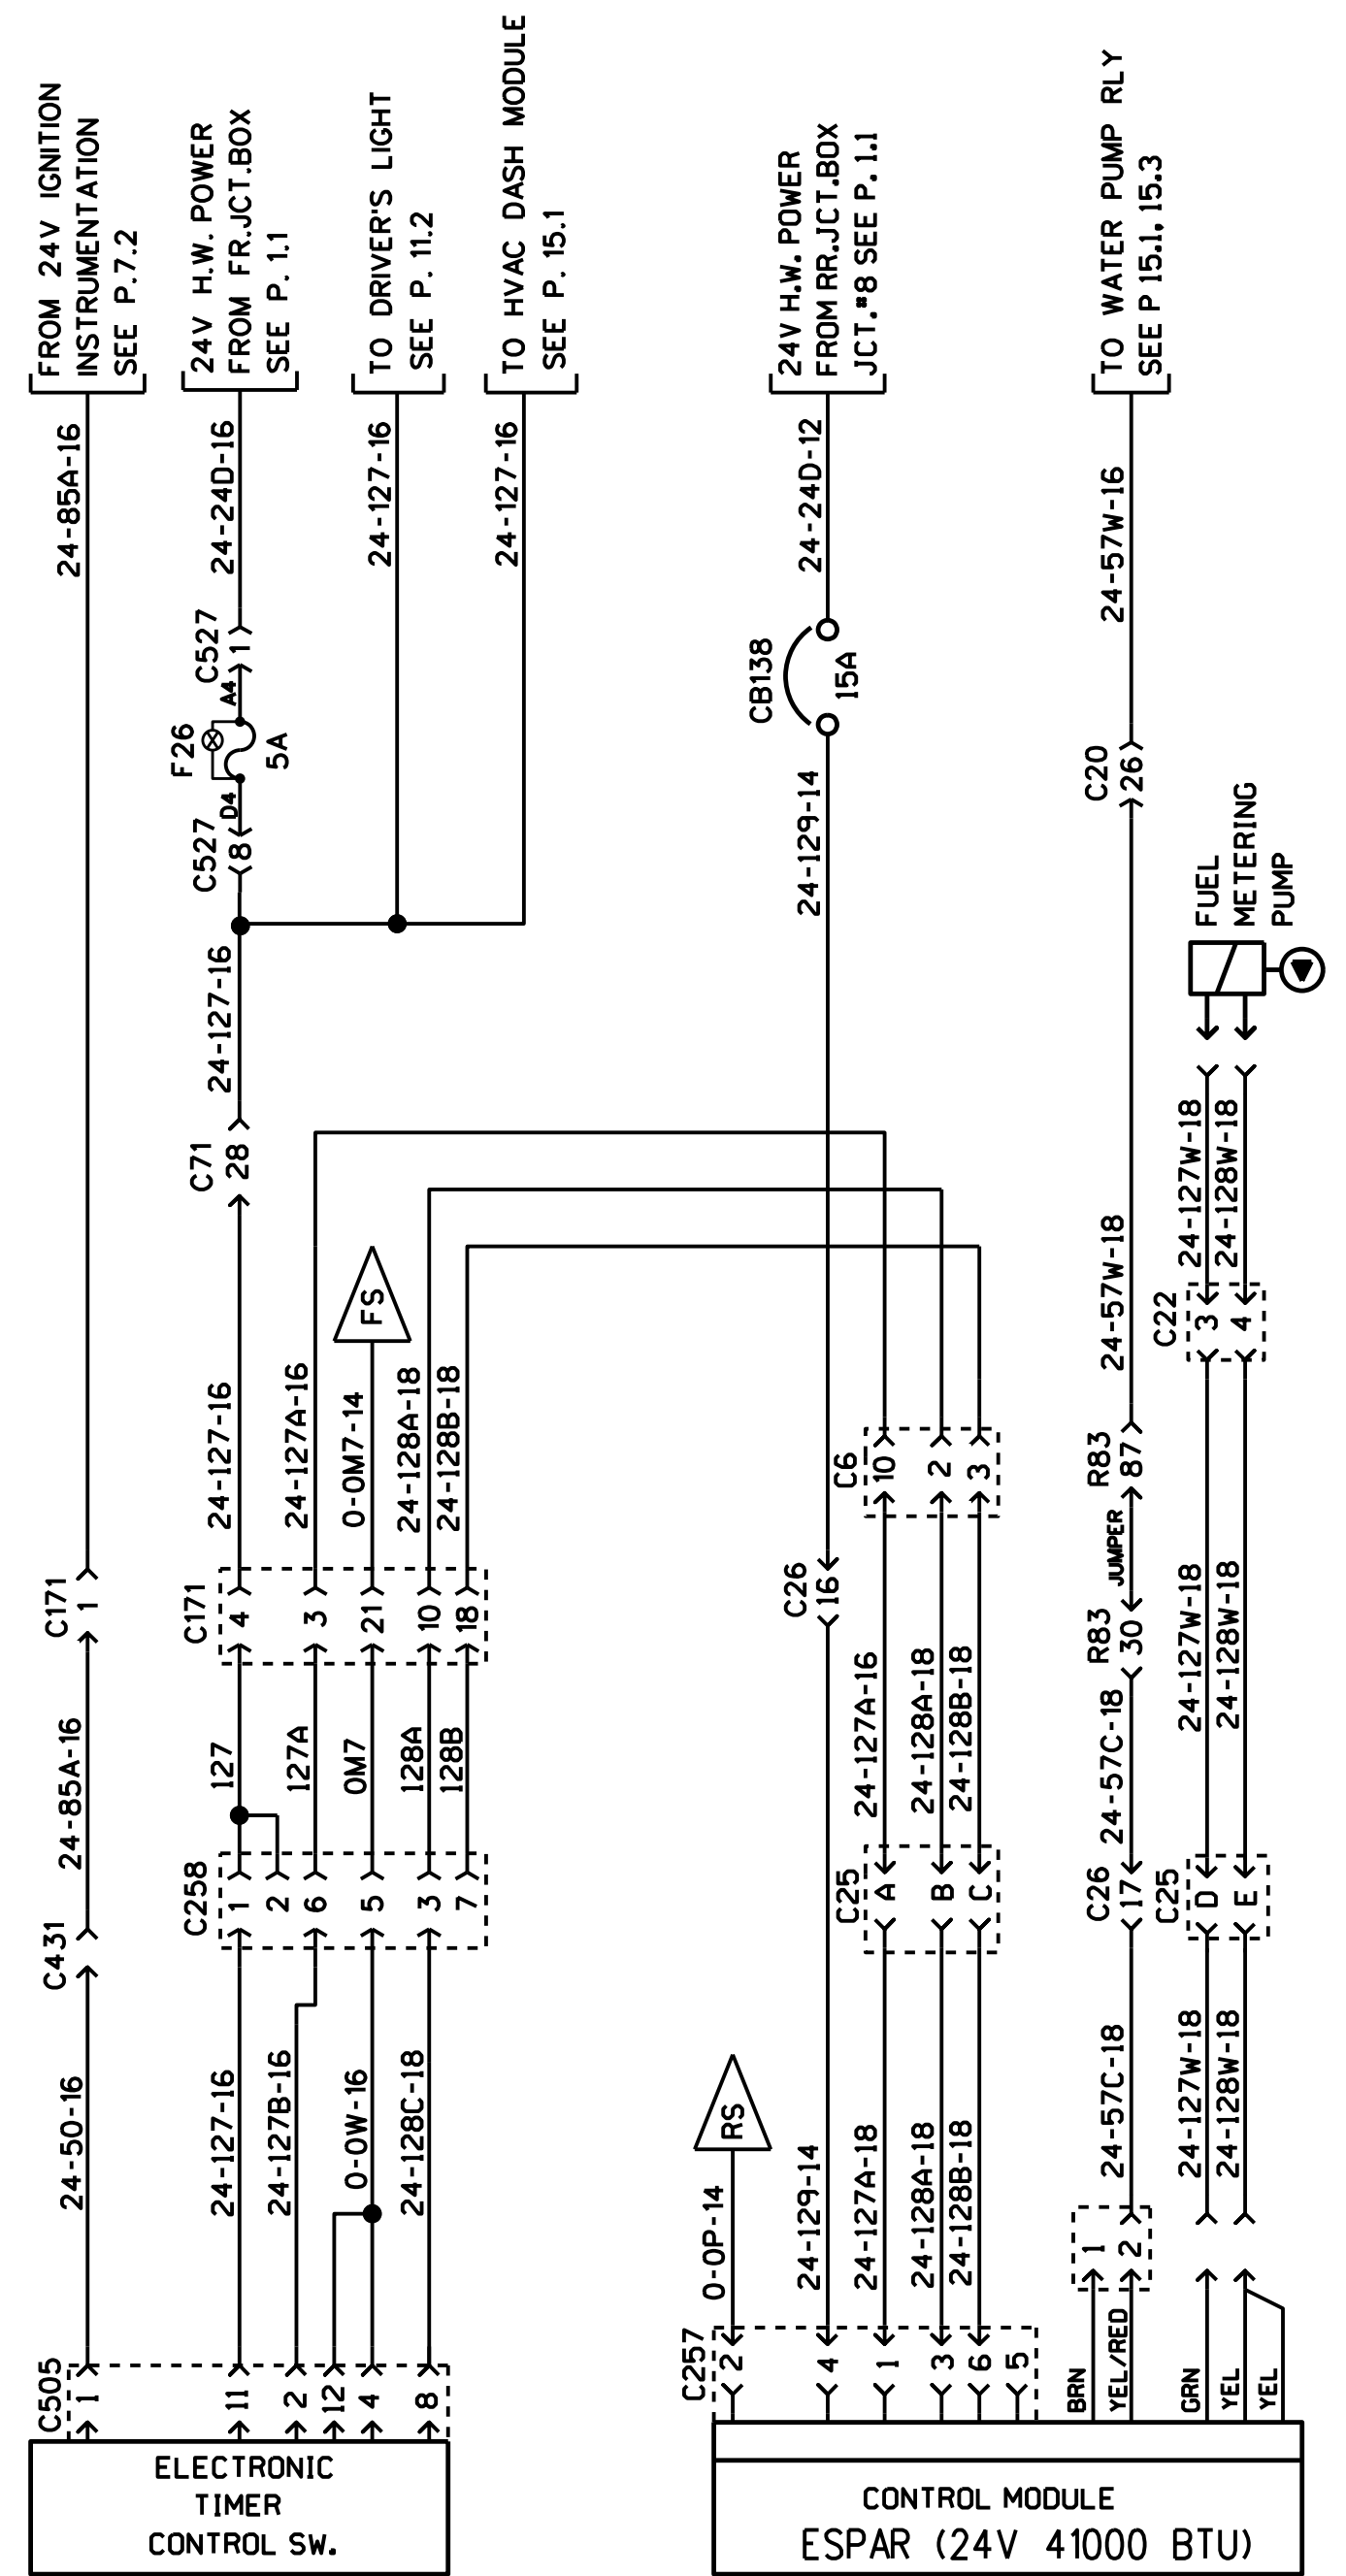 FROM 24V IGNITION
INSTRUMENTATION
SEE P.7.2
24V H.W. POWER
FROM FR.JCT.BOX
SEE P. 1.1
TO DRIVER'S LIGHT
SEE P. 11.2
TO HVAC DASH MODULE
SEE P. 15.1
24V H.W. POWER
FROM RR.JCT.BOX
JCT.#8 SEE P. 1.1
TO WATER PUMP RLY
SEE P 15.1, 15.3
24-85A-16
24-24D-16
24-127-16
24-127-16
24-24D-12
24-57W-16
C527
1
A4
F26
5A
D4
C527
8
CB138
15A
C20
26
24-129-14
FUEL
METERING
PUMP
24-127-16
C71
28
24-127W-18
24-128W-18
24-57W-18
C22
3
4
FS
24-127-16
24-127A-16
0-0M7-14
24-128A-18
24-128B-18
C6
10
2
3
R83
87
JUMPER
R83
30
C171
1
C171
4
3
21
10
18
C26
16
24-127W-18
24-128W-18
24-127A-16
24-128A-18
24-128B-18
24-57C-18
24-85A-16
127
127A
0M7
128A
128B
C431
C258
1
2
6
5
3
7
C25
A
B
C
C26
17
C25
D
E
24-50-16
24-127-16
24-127B-16
0-0W-16
24-128C-18
RS
0-0P-14
24-129-14
24-127A-18
24-128A-18
24-128B-18
24-57C-18
24-127W-18
24-128W-18
1
2
C505
1
11
2
12
4
8
C257
2
4
1
3
6
5
BRN
YEL/RED
GRN
YEL
YEL
ELECTRONIC
TIMER
CONTROL SW.
CONTROL MODULE
ESPAR (24V 41000 BTU)